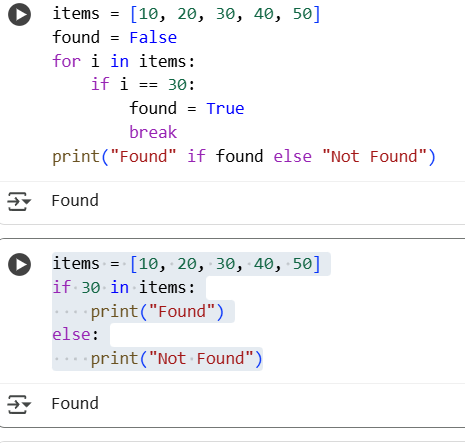 items = [10, 20, 30, 40, 50]
found = False
for i in items:
    if i == 30:
        found = True
        break
print("Found" if found else "Not Found")
Found
items = [10, 20, 30, 40, 50]
if 30 in items:
    print("Found")
else:
    print("Not Found")
Found